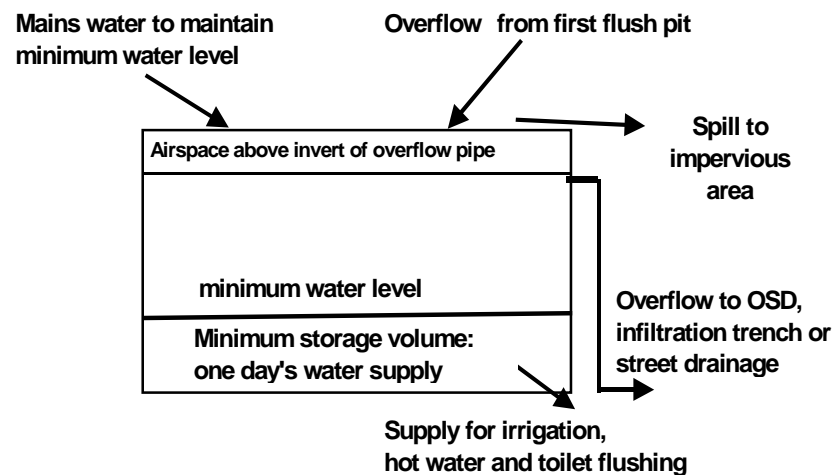 Mains water to maintain
minimum water level
Overflow from first flush pit
Spill to
impervious
area
Airspace above invert of overflow pipe
minimum water level
Minimum storage volume:
one day's water supply
Overflow to OSD,
infiltration trench or
street drainage
Supply for irrigation,
hot water and toilet flushing